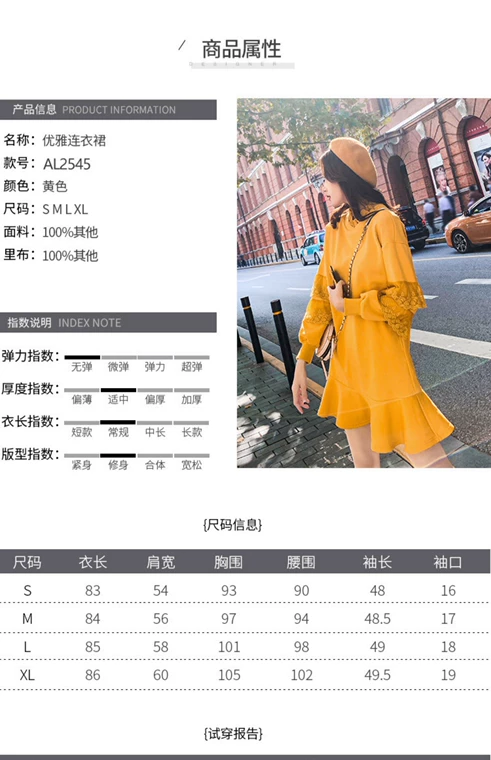 商品属性
DESIGNER
产品信息 PRODUCT INFORMATION
名称：优雅连衣裙
款号：AL2545
颜色：黄色
尺码：S M L XL
面料：100%其他
里布：100%其他
指数说明 INDEX NOTE
弹力指数：
无弹 微弹 弹力 超弹
厚度指数：
偏薄 适中 偏厚 加厚
衣长指数：
短款 常规 中长 长款
版型指数：
紧身 修身 合体 宽松
{尺码信息}
尺码 衣长 肩宽 胸围 腰围 袖长 袖口
S 83 54 93 90 48 16
M 84 56 97 94 48.5 17
L 85 58 101 98 49 18
XL 86 60 105 102 49.5 19
{试穿报告}